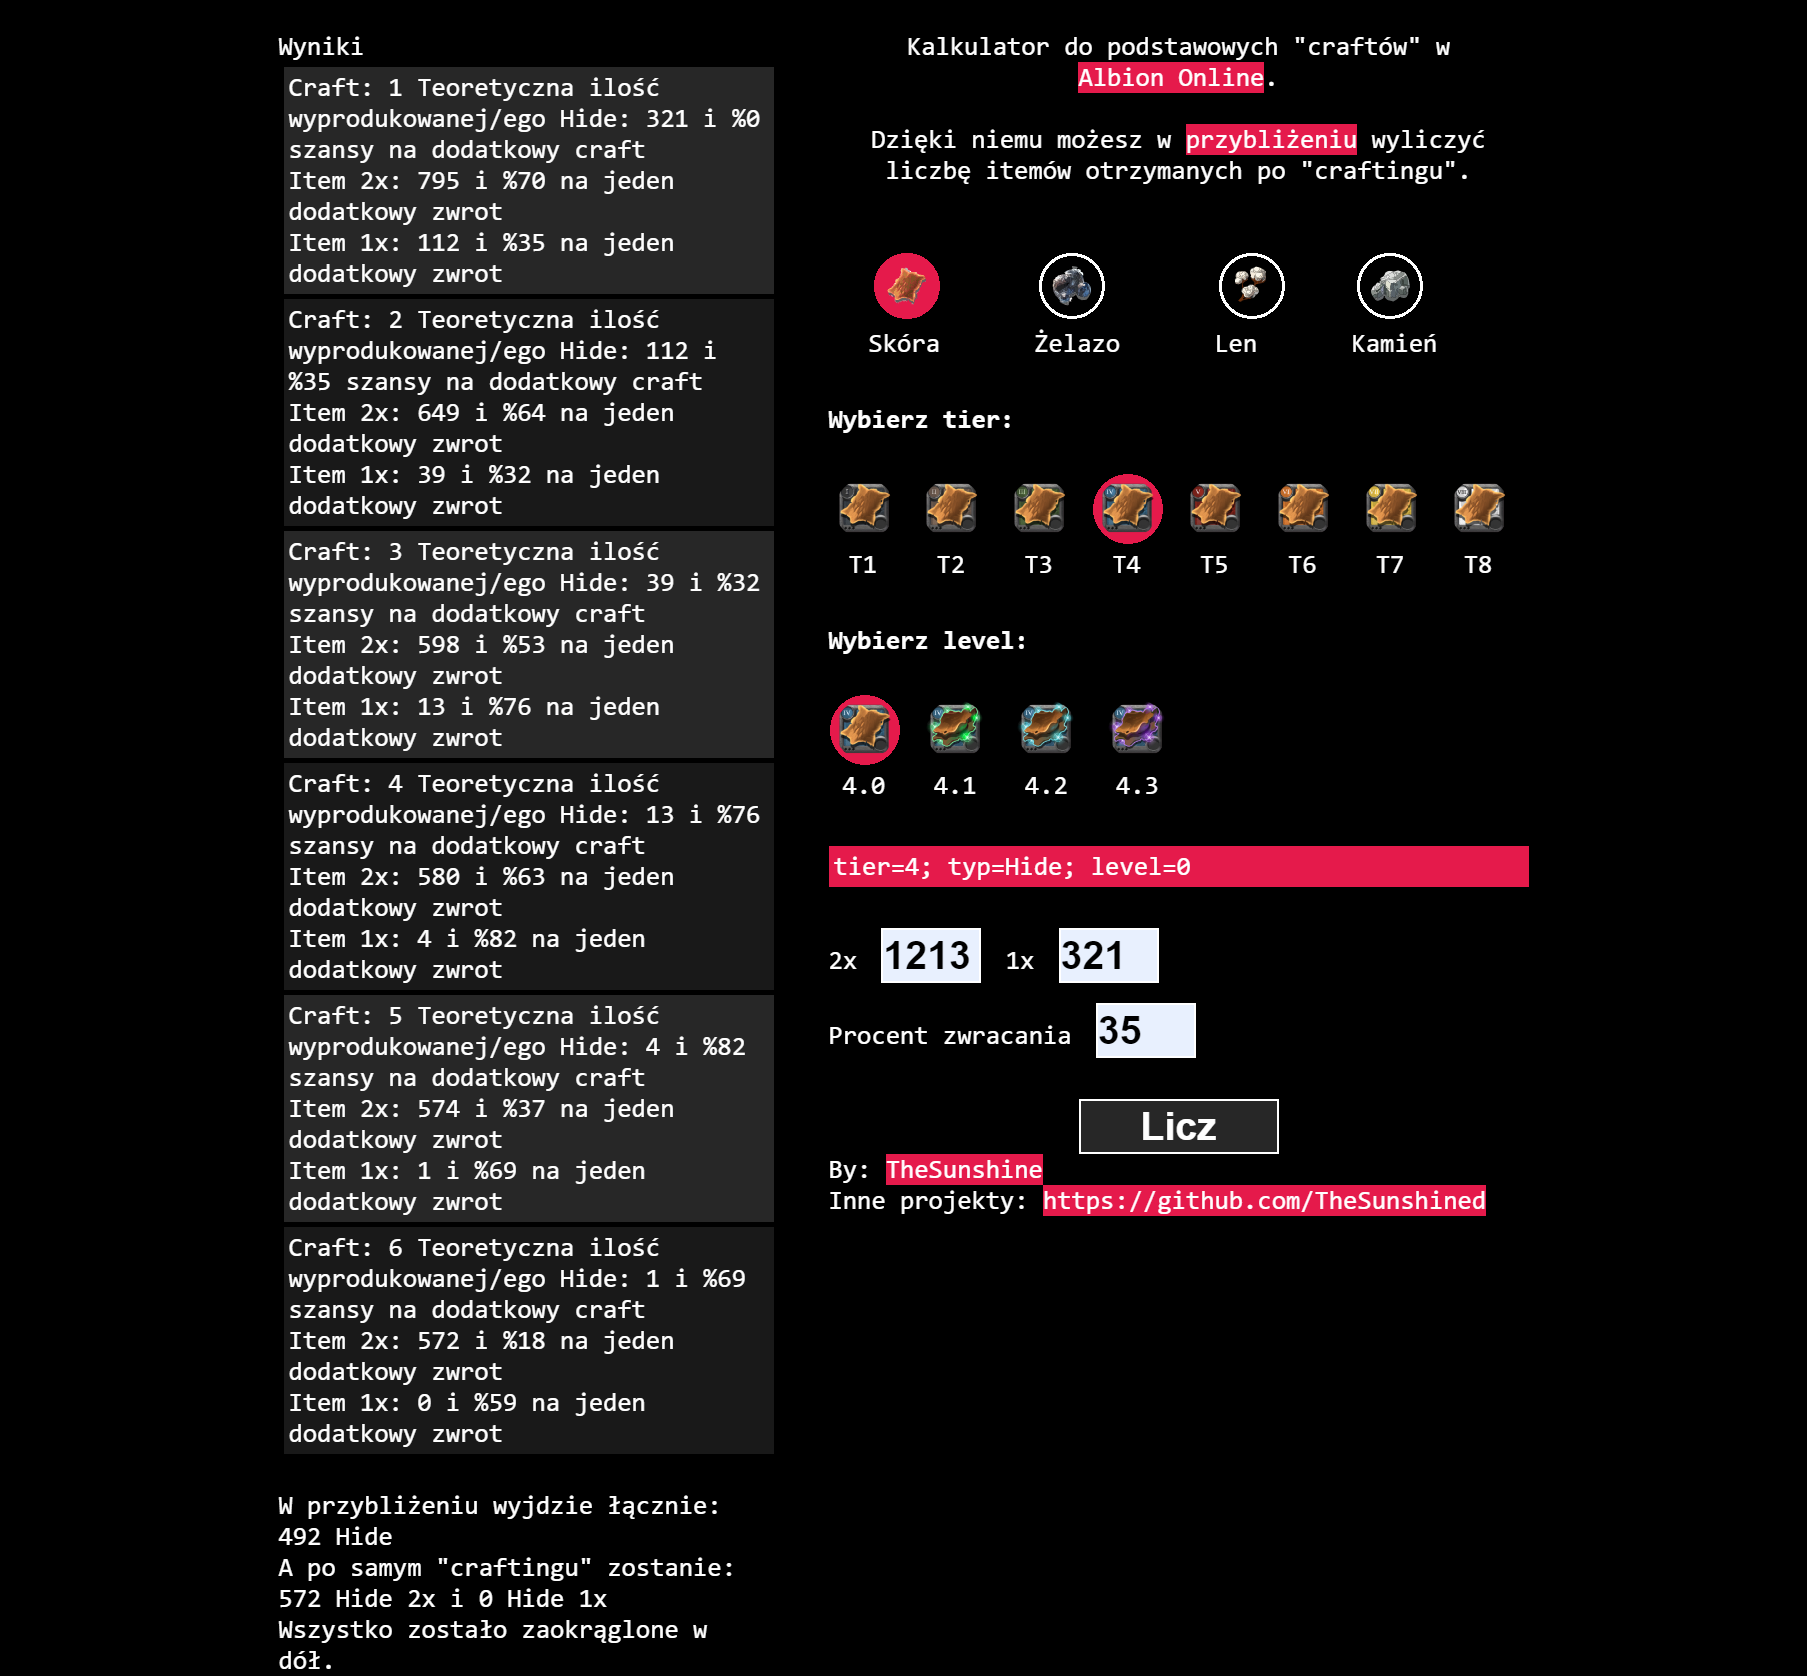 Wyniki
Craft: 1 Teoretyczna ilość
wyprodukowanej/ego Hide: 321 i %0
szansy na dodatkowy craft
Item 2x: 795 i %70 na jeden
dodatkowy zwrot
Item 1x: 112 i %35 na jeden
dodatkowy zwrot
Craft: 2 Teoretyczna ilość
wyprodukowanej/ego Hide: 112 i
%35 szansy na dodatkowy craft
Item 2x: 649 i %64 na jeden
dodatkowy zwrot
Item 1x: 39 i %32 na jeden
dodatkowy zwrot
Craft: 3 Teoretyczna ilość
wyprodukowanej/ego Hide: 39 i %32
szansy na dodatkowy craft
Item 2x: 598 i %53 na jeden
dodatkowy zwrot
Item 1x: 13 i %76 na jeden
dodatkowy zwrot
Craft: 4 Teoretyczna ilość
wyprodukowanej/ego Hide: 13 i %76
szansy na dodatkowy craft
Item 2x: 580 i %63 na jeden
dodatkowy zwrot
Item 1x: 4 i %82 na jeden
dodatkowy zwrot
Craft: 5 Teoretyczna ilość
wyprodukowanej/ego Hide: 4 i %82
szansy na dodatkowy craft
Item 2x: 574 i %37 na jeden
dodatkowy zwrot
Item 1x: 1 i %69 na jeden
dodatkowy zwrot
Craft: 6 Teoretyczna ilość
wyprodukowanej/ego Hide: 1 i %69
szansy na dodatkowy craft
Item 2x: 572 i %18 na jeden
dodatkowy zwrot
Item 1x: 0 i %59 na jeden
dodatkowy zwrot
W przybliżeniu wyjdzie łącznie:
492 Hide
A po samym "craftingu" zostanie:
572 Hide 2x i 0 Hide 1x
Wszystko zostało zaokrąglone w
dół.
Kalkulator do podstawowych "craftów" w
Albion Online.
Dzięki niemu możesz w przybliżeniu wyliczyć
liczbę itemów otrzymanych po "craftingu".
Skóra Żelazo Len Kamień
Wybierz tier:
T1 T2 T3 T4 T5 T6 T7 T8
Wybierz level:
4.0 4.1 4.2 4.3
tier=4; typ=Hide; level=0
2x 1213 1x 321
Procent zwracania 35
Licz
By: TheSunshine
Inne projekty: https://github.com/TheSunshined